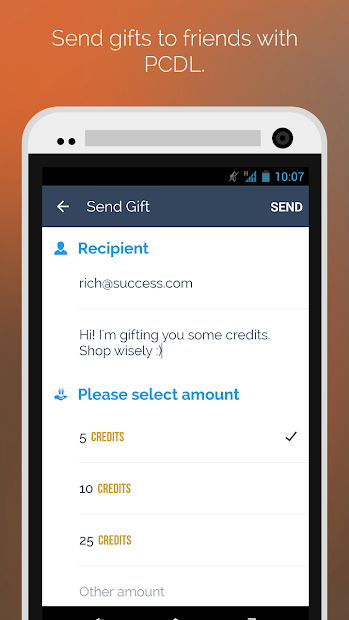 Send gifts to friends with
PCDL.
H
10:07
Send Gift
SEND
Recipient
rich@success.com
Hi! I'm gifting you some credits.
Shop wisely :)
Please select amount
5 CREDITS
10 CREDITS
25 CREDITS
Other amount